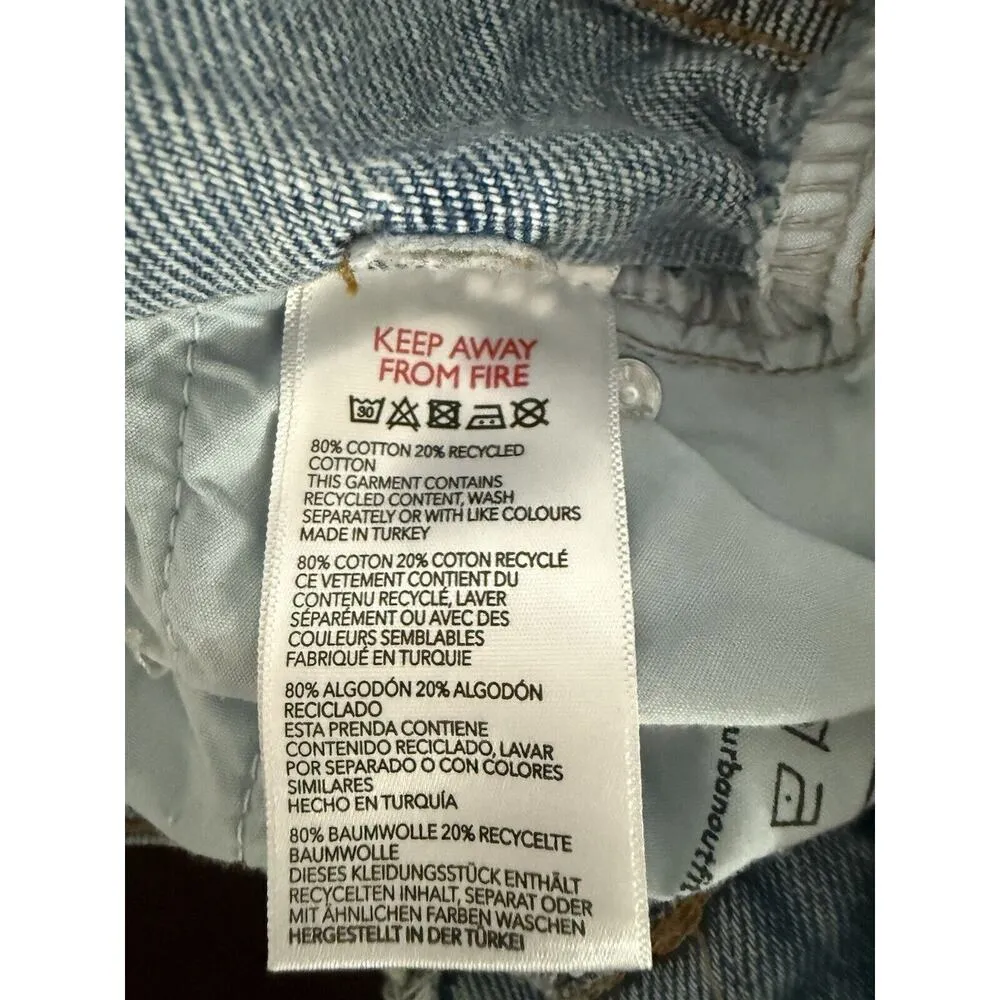 KEEP AWAY
FROM FIRE
30
80% COTTON 20% RECYCLED
COTTON
THIS GARMENT CONTAINS
RECYCLED CONTENT, WASH
SEPARATELY OR WITH LIKE COLOURS
MADE IN TURKEY
80% COTON 20% COTON RECYCLÉ
CE VETEMENT CONTIENT DU
CONTENU RECYCLÉ, LAVER
SÉPARÉMENT OU AVEC DES
COULEURS SEMBLABLES
FABRIQUÉ EN TURQUIE
80% ALGODÓN 20% ALGODÓN
RECICLADO
ESTA PRENDA CONTIENE
CONTENIDO RECICLADO, LAVAR
POR SEPARADO O CON COLORES
SIMILARES
HECHO EN TURQUÍA
80% BAUMWOLLE 20% RECYCELTE
BAUMWOLLE
DIESES KLEIDUNGSSTÜCK ENTHÄLT
RECYCELTEN INHALT, SEPARAT ODER
MIT ÄHNLICHEN FARBEN WASCHEN
HERGESTELLT IN DER TÜRKEI